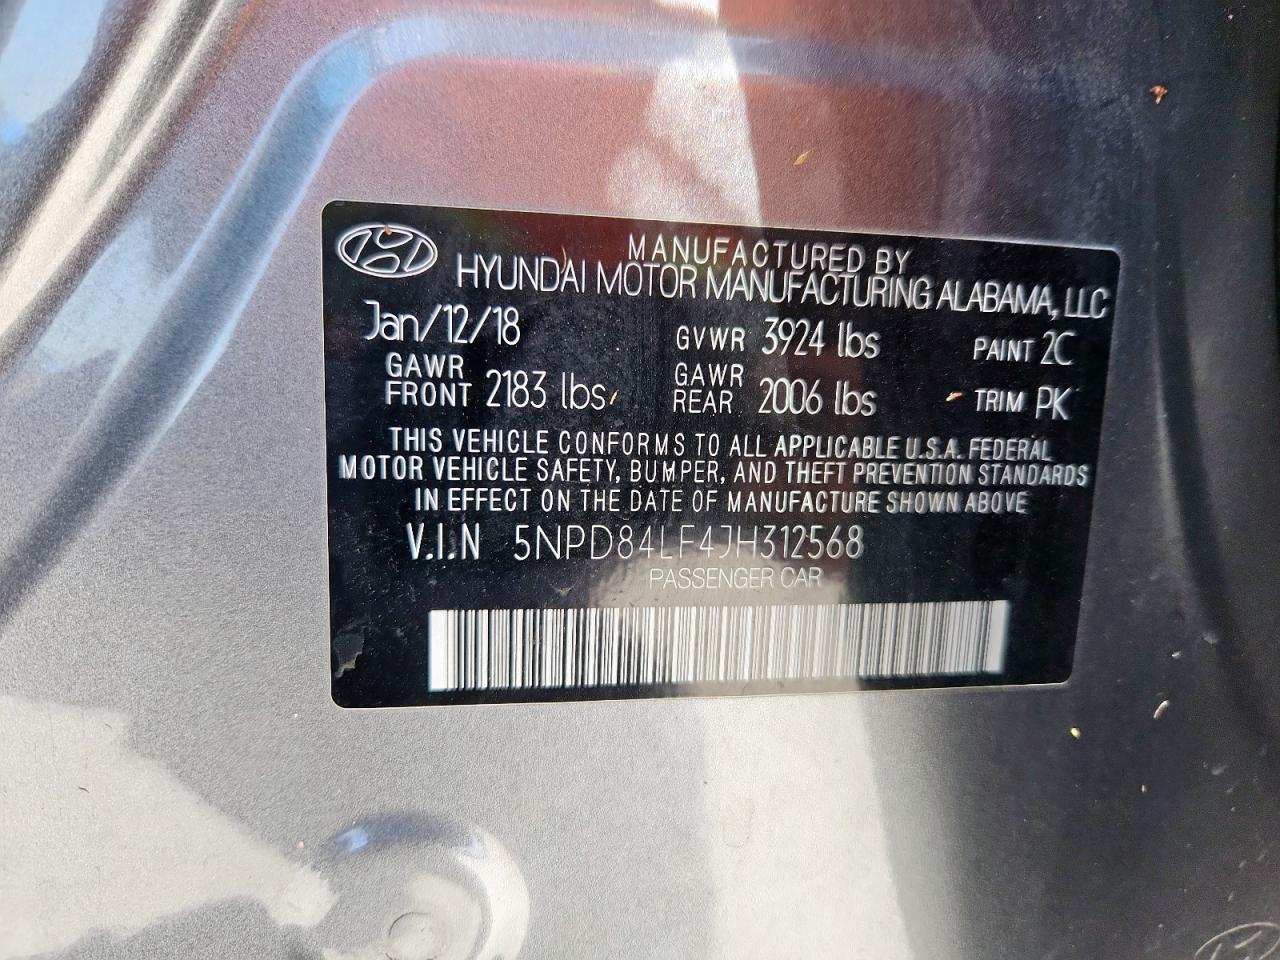 MANUFACTURED BY
HYUNDAI MOTOR MANUFACTURING ALABAMA, LLC
Jan/12/18 GVWR 3924 lbs PAINT 2C
GAWR FRONT 2183 lbs GAWR REAR 2006 lbs TRIM PK
THIS VEHICLE CONFORMS TO ALL APPLICABLE U.S.A. FEDERAL
MOTOR VEHICLE SAFETY, BUMPER, AND THEFT PREVENTION STANDARDS
IN EFFECT ON THE DATE OF MANUFACTURE SHOWN ABOVE
V.I.N 5NPD84LF4JH312568
PASSENGER CAR